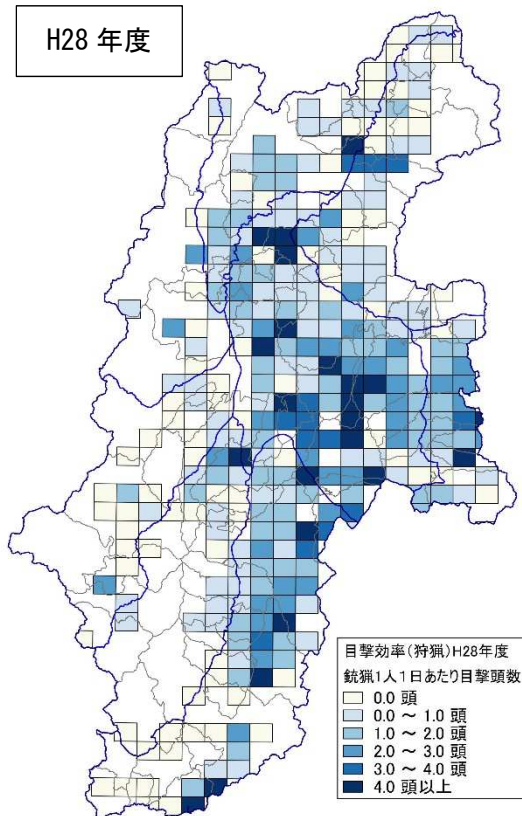 H28 年度
目撃効率(狩猟)H28年度
銃猟1人1日あたり目撃頭数
0.0 頭
0.0 ~ 1.0 頭
1.0 ~ 2.0 頭
2.0 ~ 3.0 頭
3.0 ~ 4.0 頭
4.0 頭以上